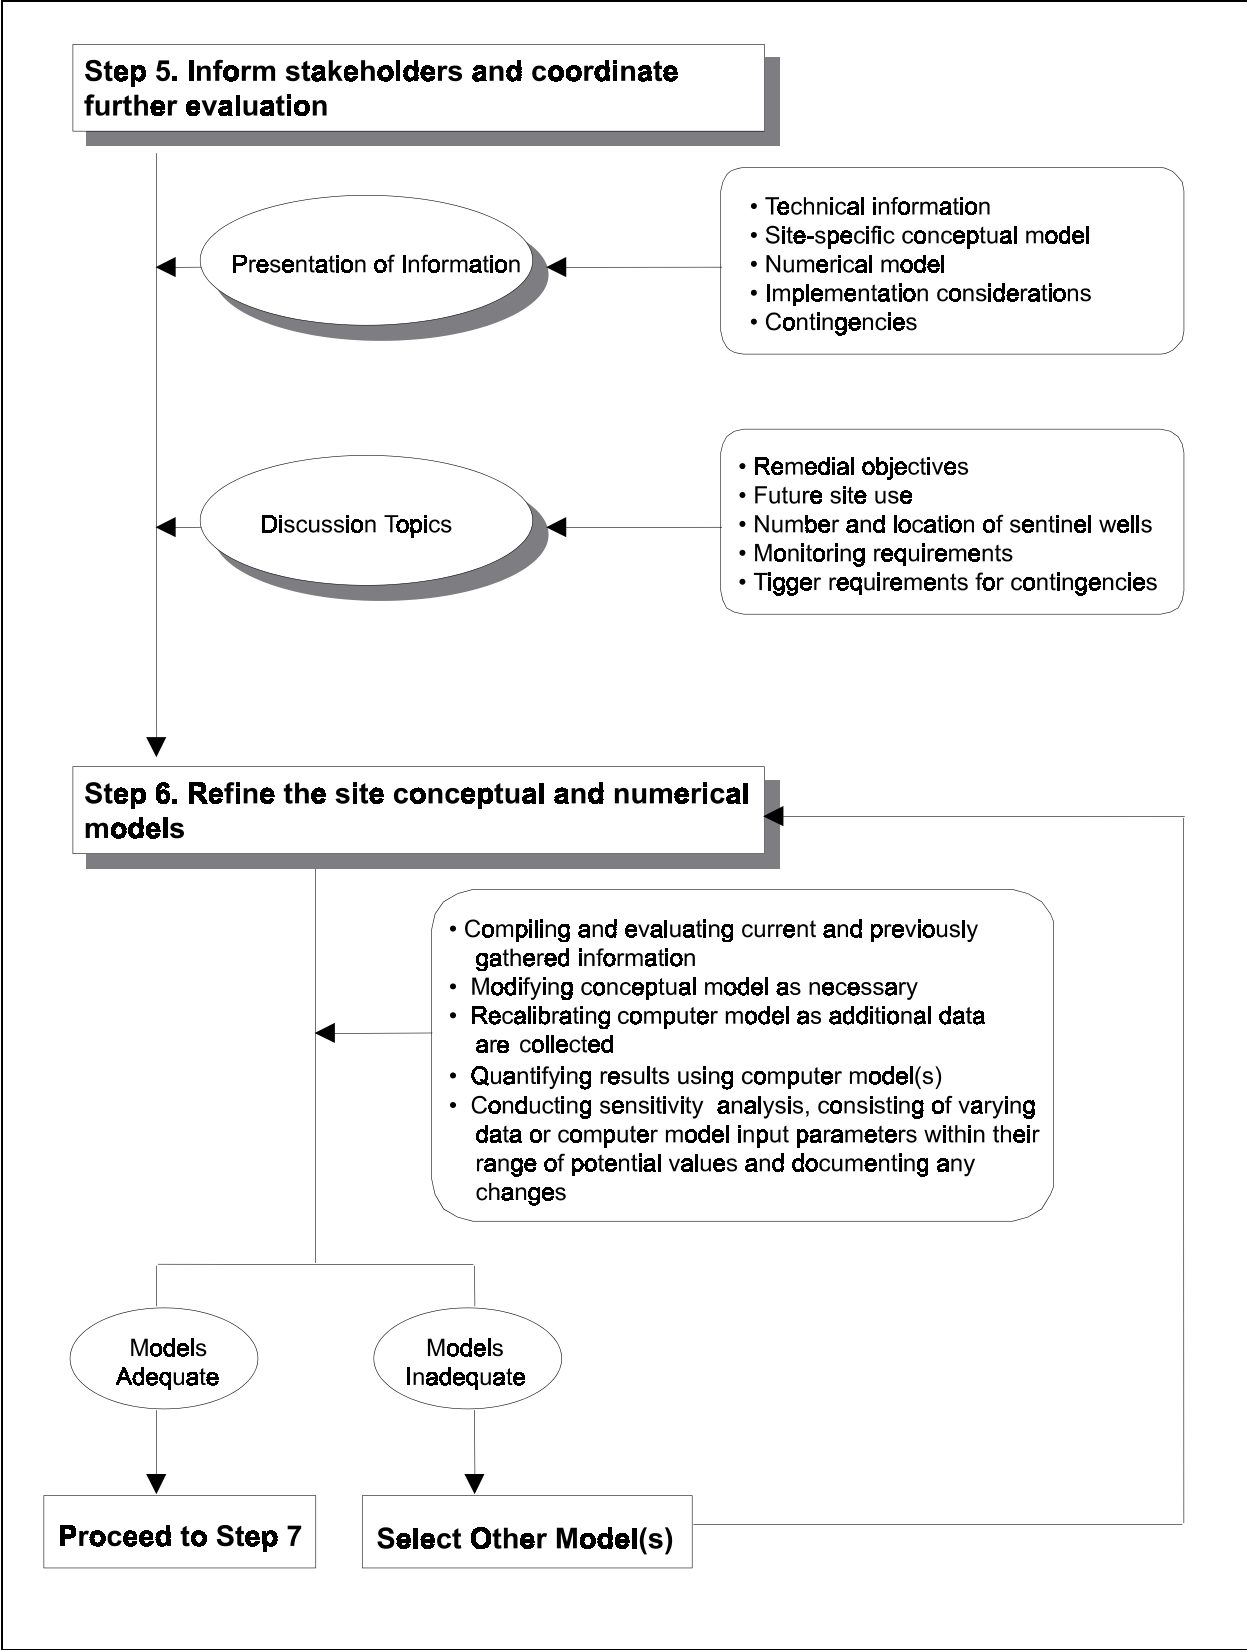 Step 5. Inform stakeholders and coordinate
further evaluation
Presentation of Information
• Technical information
• Site-specific conceptual model
• Numerical model
• Implementation considerations
• Contingencies
Discussion Topics
• Remedial objectives
• Future site use
• Number and location of sentinel wells
• Monitoring requirements
• Tigger requirements for contingencies
Step 6. Refine the site conceptual and numerical
models
• Compiling and evaluating current and previously
gathered information
• Modifying conceptual model as necessary
• Recalibrating computer model as additional data
are collected
• Quantifying results using computer model(s)
• Conducting sensitivity analysis, consisting of varying
data or computer model input parameters within their
range of potential values and documenting any
changes
Models
Adequate
Models
Inadequate
Proceed to Step 7
Select Other Model(s)